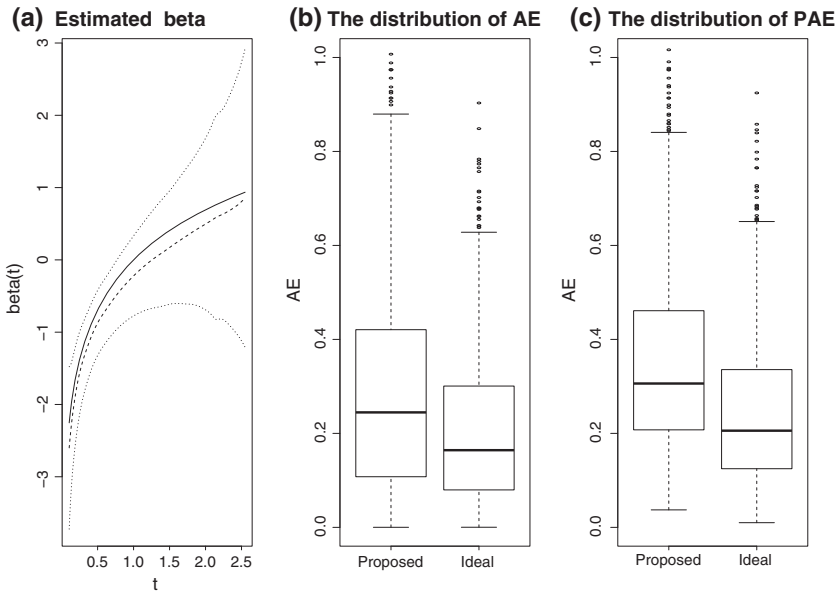 (a) Estimated beta
(b) The distribution of AE
(c) The distribution of PAE
beta(t)
3
2
1
0
−1
−2
−3
0.5 1.0 1.5 2.0 2.5
t
AE
1.0
0.8
0.6
0.4
0.2
0.0
Proposed Ideal
AE
1.0
0.8
0.6
0.4
0.2
0.0
Proposed Ideal